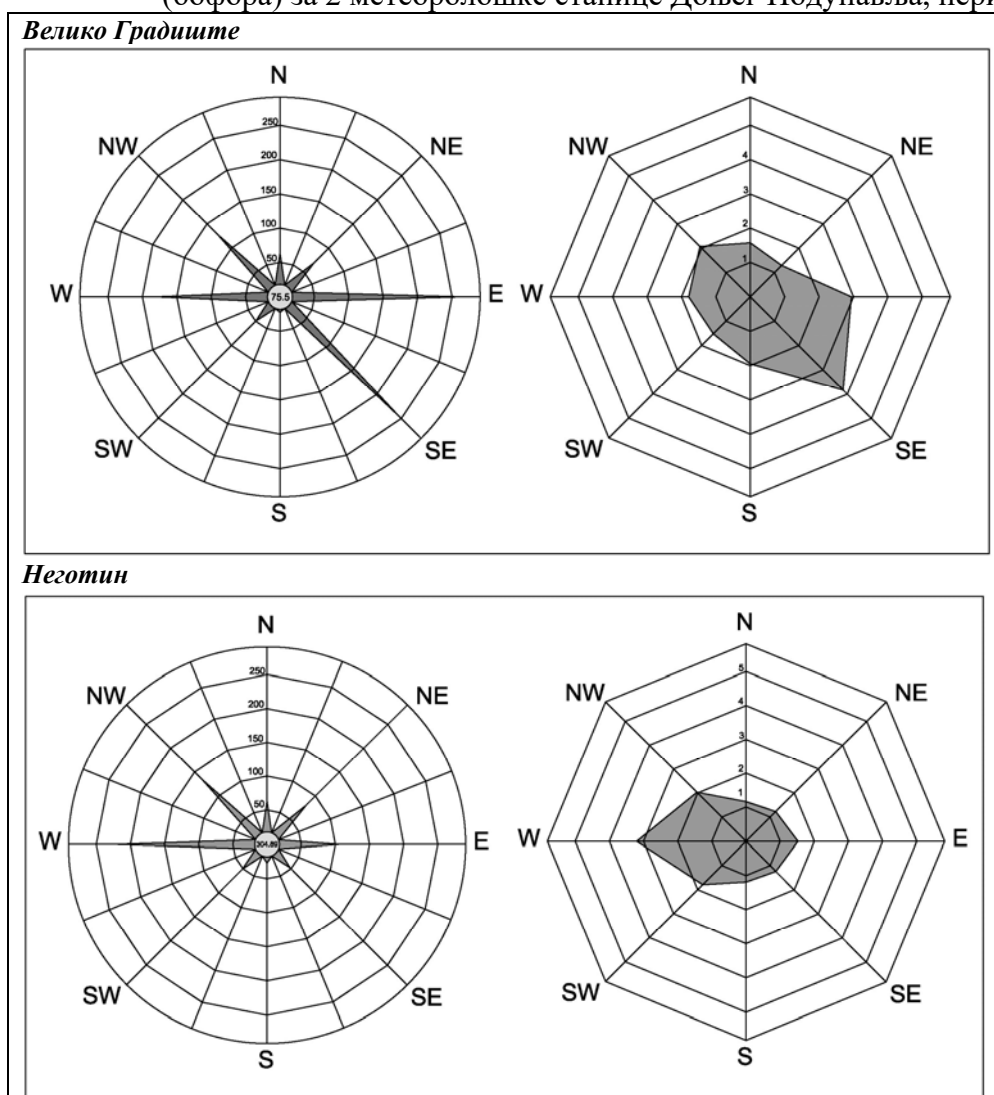 (бофора) за 2 метеоролошке станице Доњег Подунавља, пери
Велико Градиште
N N
NW NE NW NE
250
200 4
150 3
100 2
50 1
W 75.5 E W E
SW SE SW SE
S S
Неготин
N N
NW NE NW NE
250 5
200 4
150 3
100 2
50 1
W 304.89 E W E
SW SE SW SE
S S